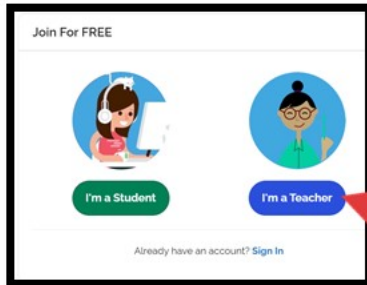 Join For FREE
I'm a Student
I'm a Teacher
Already have an account? Sign In